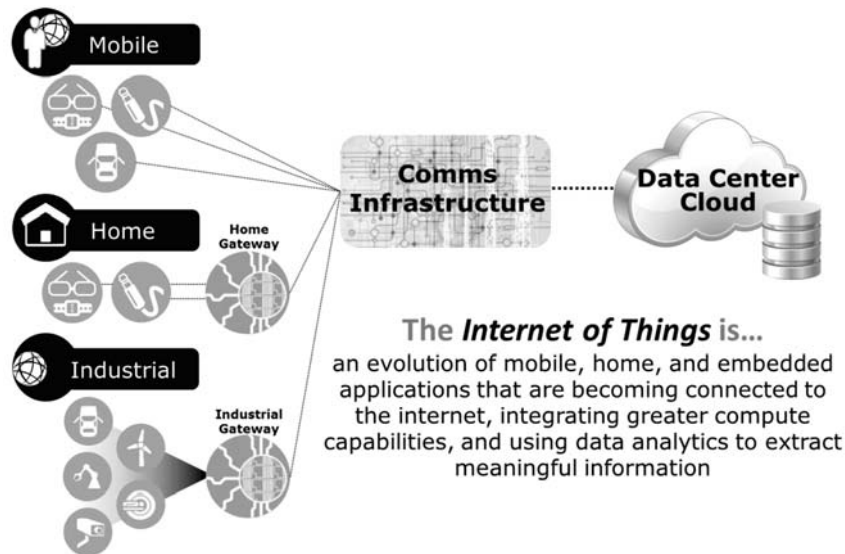 Mobile
Comms
Infrastructure
Data Center
Cloud
Home
Home
Gateway
Industrial
Industrial
Gateway
The Internet of Things is...
an evolution of mobile, home, and embedded
applications that are becoming connected to
the internet, integrating greater compute
capabilities, and using data analytics to extract
meaningful information